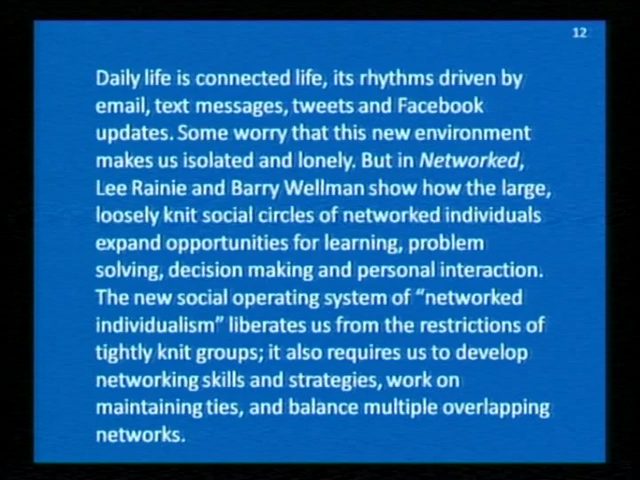 12
Daily life is connected life, its rhythms driven by
email, text messages, tweets and Facebook
updates. Some worry that this new environment
makes us isolated and lonely. But in Networked,
Lee Rainie and Barry Wellman show how the large,
loosely knit social circles of networked individuals
expand opportunities for learning, problem
solving, decision making and personal interaction.
The new social operating system of “networked
individualism” liberates us from the restrictions of
tightly knit groups; it also requires us to develop
networking skills and strategies, work on
maintaining ties, and balance multiple overlapping
networks.